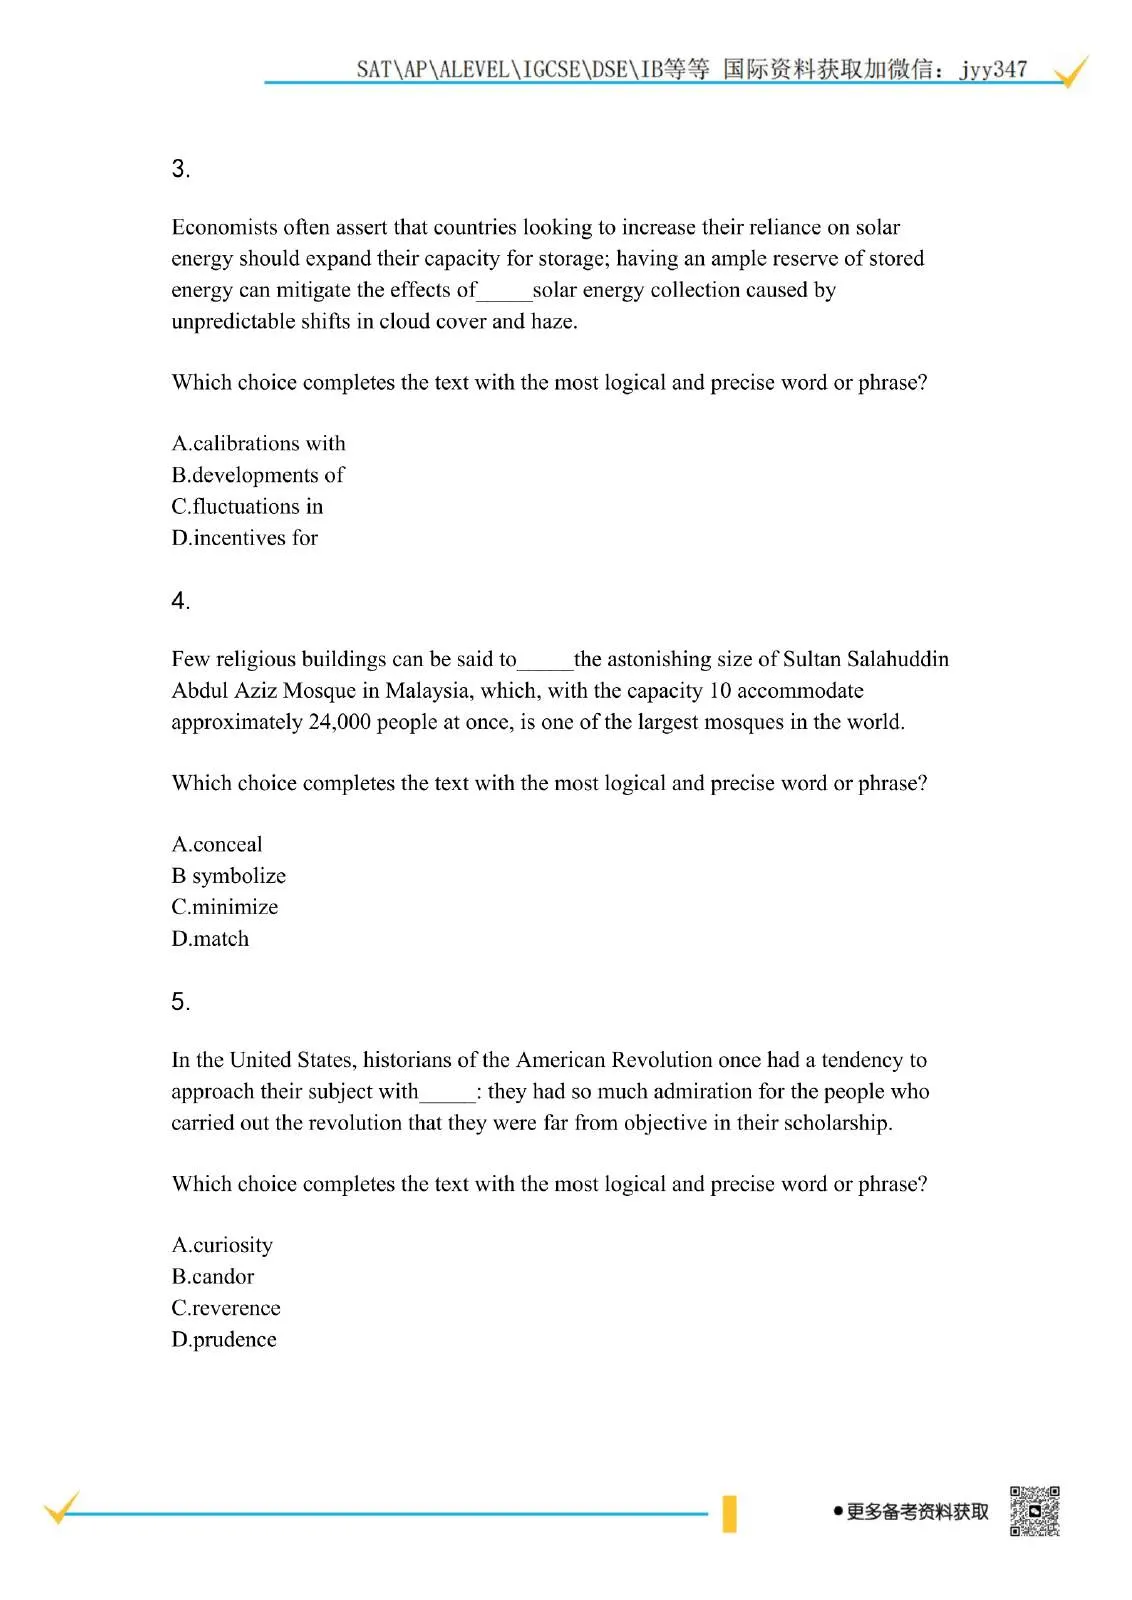 SAT\AP\ALEVEL\IGCSE\DSE\IB等等 国际资料获取加微信：jyy347
3.
Economists often assert that countries looking to increase their reliance on solar
energy should expand their capacity for storage; having an ample reserve of stored
energy can mitigate the effects of_____solar energy collection caused by
unpredictable shifts in cloud cover and haze.
Which choice completes the text with the most logical and precise word or phrase?
A.calibrations with
B.developments of
C.fluctuations in
D.incentives for
4.
Few religious buildings can be said to_____the astonishing size of Sultan Salahuddin
Abdul Aziz Mosque in Malaysia, which, with the capacity 10 accommodate
approximately 24,000 people at once, is one of the largest mosques in the world.
Which choice completes the text with the most logical and precise word or phrase?
A.conceal
B symbolize
C.minimize
D.match
5.
In the United States, historians of the American Revolution once had a tendency to
approach their subject with_____: they had so much admiration for the people who
carried out the revolution that they were far from objective in their scholarship.
Which choice completes the text with the most logical and precise word or phrase?
A.curiosity
B.candor
C.reverence
D.prudence
●更多备考资料获取